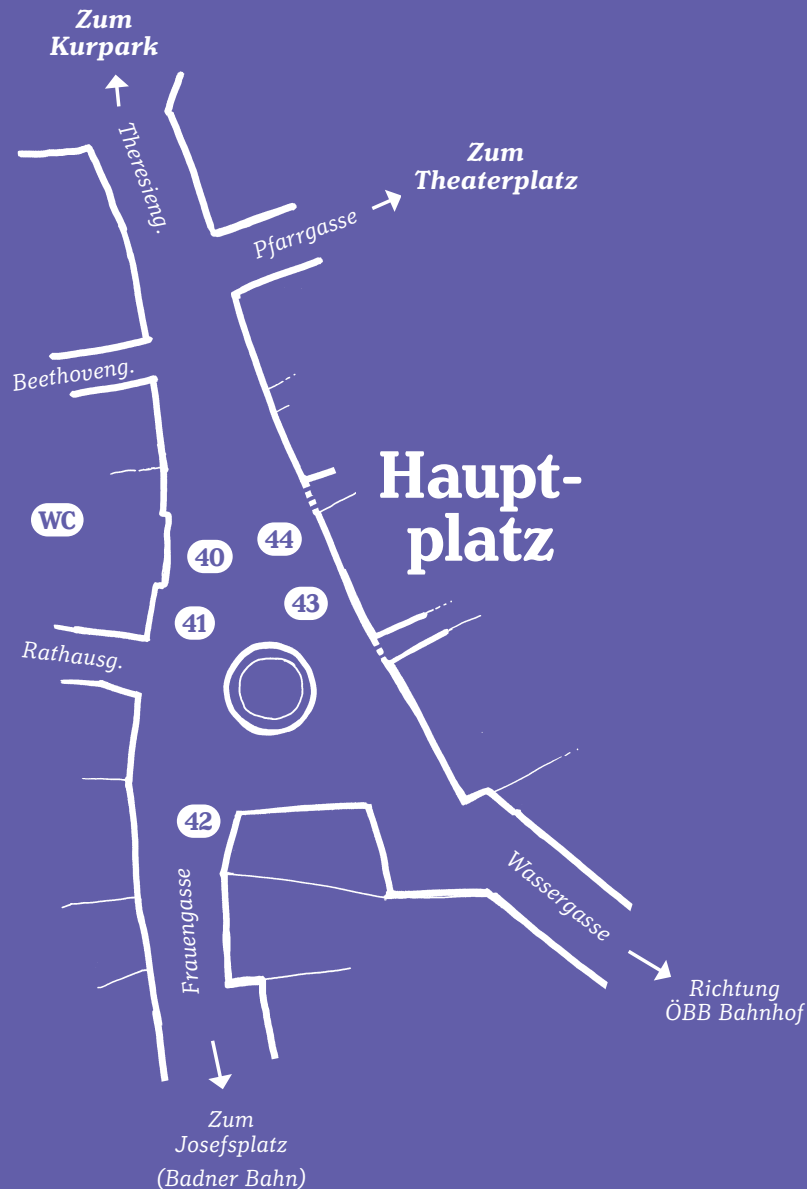 Zum
Kurpark
Theresieng.
Zum
Theaterplatz
Pfarrgasse
Beethoveng.
Haupt-
platz
WC
40
44
43
41
Rathausg.
42
Frauengasse
Wassergasse
Richtung
ÖBB Bahnhof
Zum
Josefsplatz
(Badner Bahn)